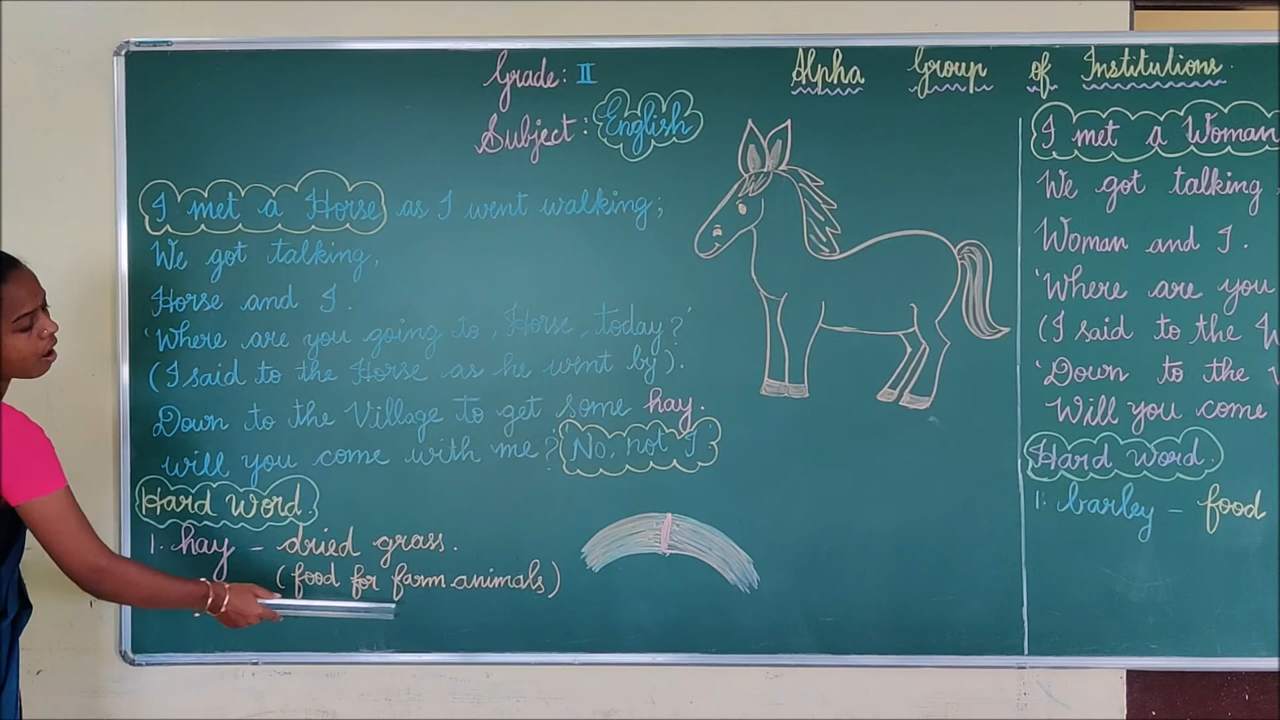 Grade: II
Alpha Group of Institutions.
Subject: English
I met a Horse as I went walking;
We got talking,
Horse and I.
'Where are you going to, Horse, today?'
(I said to the Horse as he went by).
Down to the Village to get some hay.
will you come with me? No, not I.
Hard Word.
1. hay - dried grass.
(food for farm animals)
I met a Woman
We got talking,
Woman and I.
'Where are you
(I said to the
'Down to the
Will you come
Hard Word.
1. barley - food